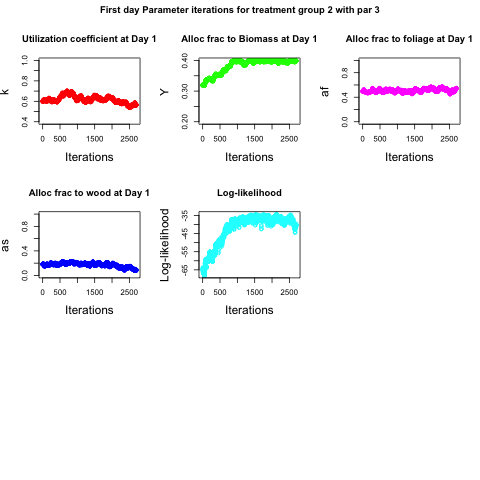 First day Parameter iterations for treatment group 2 with par 3
Utilization coefficient at Day 1
k
0.4 0.6 0.8 1.0
0 500 1500 2500
Iterations
Alloc frac to Biomass at Day 1
Y
0.20 0.30 0.40
0 500 1500 2500
Iterations
Alloc frac to foliage at Day 1
af
0.0 0.4 0.8
0 500 1500 2500
Iterations
Alloc frac to wood at Day 1
as
0.0 0.4 0.8
0 500 1500 2500
Iterations
Log-likelihood
Log-likelihood
-65 -55 -45 -35
0 500 1500 2500
Iterations